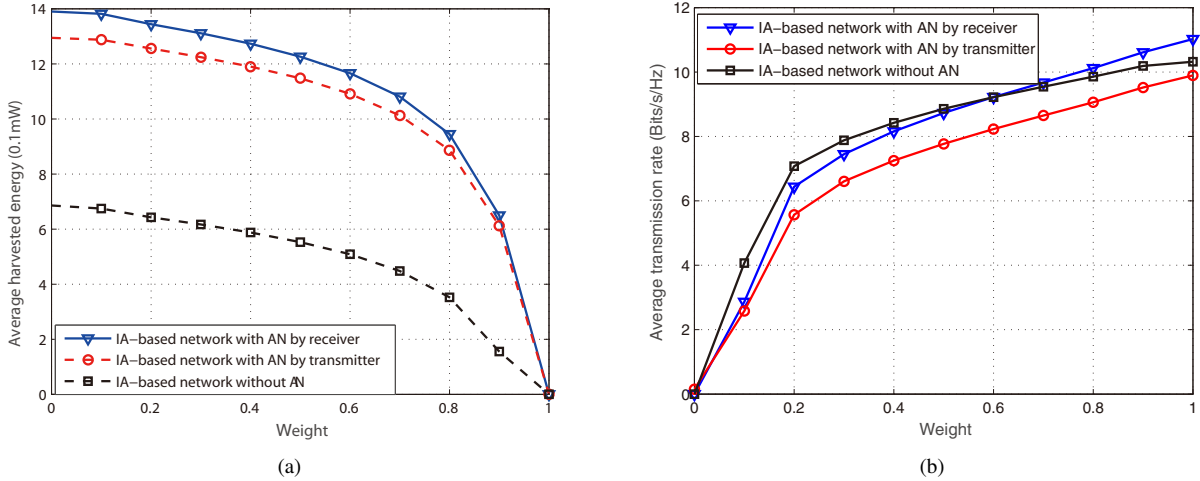 Average harvested energy (0.1 mW)
14
12
10
8
6
4
2
0
IA-based network with AN by receiver
IA-based network with AN by transmitter
IA-based network without AN
0
0.2
0.4
0.6
0.8
1
Weight
(a)
Average transmission rate (Bits/s/Hz)
12
10
8
6
4
2
0
IA-based network with AN by receiver
IA-based network with AN by transmitter
IA-based network without AN
0
0.2
0.4
0.6
0.8
1
Weight
(b)